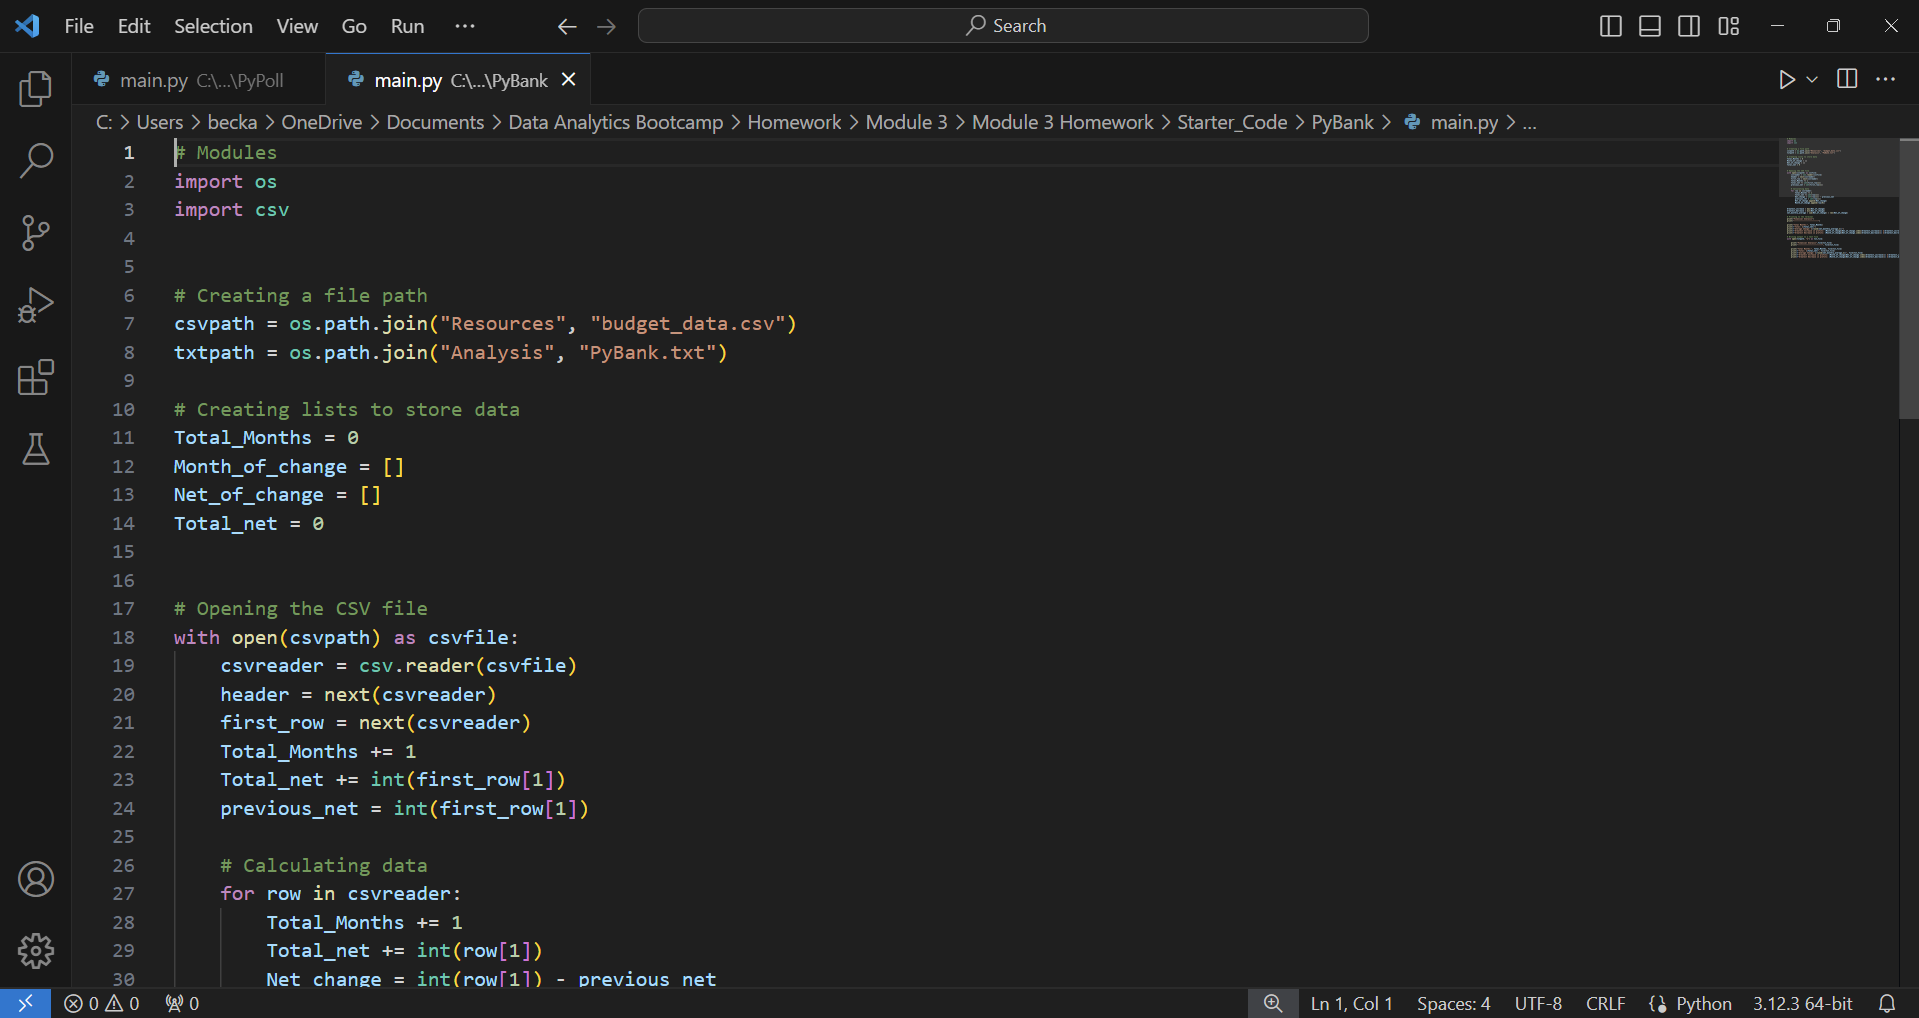 File Edit Selection View Go Run ··· Search
main.py C:\...\PyPoll main.py C:\...\PyBank
C: > Users > becka > OneDrive > Documents > Data Analytics Bootcamp > Homework > Module 3 > Module 3 Homework > Starter_Code > PyBank > main.py > ...
1 # Modules
2 import os
3 import csv
4
5
6 # Creating a file path
7 csvpath = os.path.join("Resources", "budget_data.csv")
8 txtpath = os.path.join("Analysis", "PyBank.txt")
9
10 # Creating lists to store data
11 Total_Months = 0
12 Month_of_change = []
13 Net_of_change = []
14 Total_net = 0
15
16
17 # Opening the CSV file
18 with open(csvpath) as csvfile:
19     csvreader = csv.reader(csvfile)
20     header = next(csvreader)
21     first_row = next(csvreader)
22     Total_Months += 1
23     Total_net += int(first_row[1])
24     previous_net = int(first_row[1])
25
26     # Calculating data
27     for row in csvreader:
28         Total_Months += 1
29         Total_net += int(row[1])
30         Net_change = int(row[1]) - previous_net
0 0 0 Ln 1, Col 1 Spaces: 4 UTF-8 CRLF Python 3.12.3 64-bit